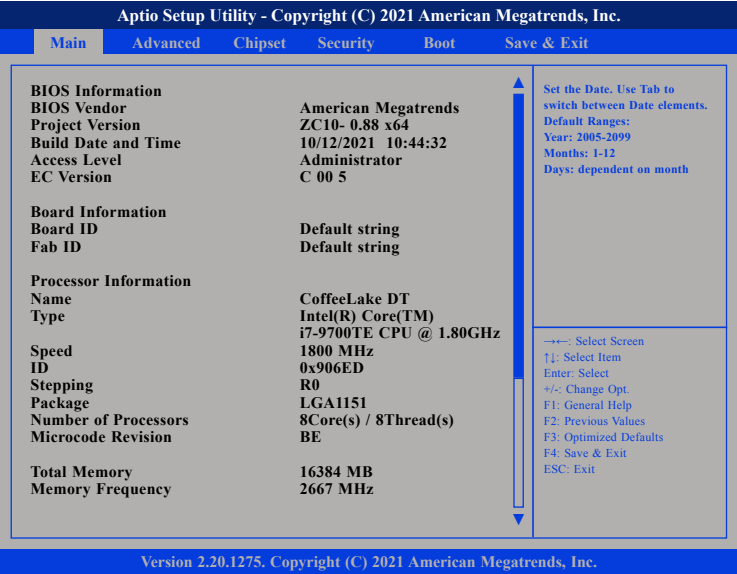 Aptio Setup Utility - Copyright (C) 2021 American Megatrends, Inc.
Main Advanced Chipset Security Boot Save & Exit
BIOS Information
BIOS Vendor American Megatrends
Project Version ZC10- 0.88 x64
Build Date and Time 10/12/2021 10:44:32
Access Level Administrator
EC Version C 00 5
Board Information
Board ID Default string
Fab ID Default string
Processor Information
Name CoffeeLake DT
Type Intel(R) Core(TM)
i7-9700TE CPU @ 1.80GHz
Speed 1800 MHz
ID 0x906ED
Stepping R0
Package LGA1151
Number of Processors 8Core(s) / 8Thread(s)
Microcode Revision BE
Total Memory 16384 MB
Memory Frequency 2667 MHz
Set the Date. Use Tab to
switch between Date elements.
Default Ranges:
Year: 2005-2099
Months: 1-12
Days: dependent on month
→←: Select Screen
↑↓: Select Item
Enter: Select
+/-: Change Opt.
F1: General Help
F2: Previous Values
F3: Optimized Defaults
F4: Save & Exit
ESC: Exit
Version 2.20.1275. Copyright (C) 2021 American Megatrends, Inc.